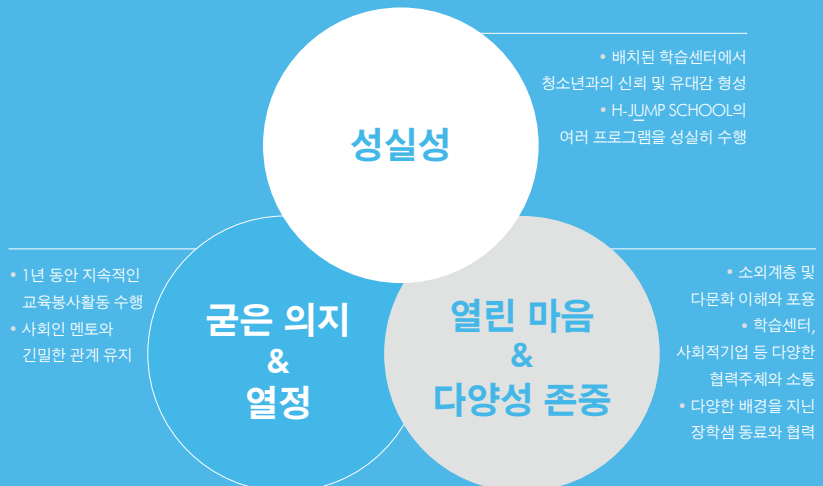 성실성
• 배치된 학습센터에서
청소년과의 신뢰 및 유대감 형성
• H-JUMP SCHOOL의
여러 프로그램을 성실히 수행
굳은 의지
&
열정
• 1년 동안 지속적인
교육봉사활동 수행
• 사회인 멘토와
긴밀한 관계 유지
열린 마음
&
다양성 존중
• 소외계층 및
다문화 이해와 포용
• 학습센터,
사회적기업 등 다양한
협력주체와 소통
• 다양한 배경을 지닌
장학샘 동료와 협력